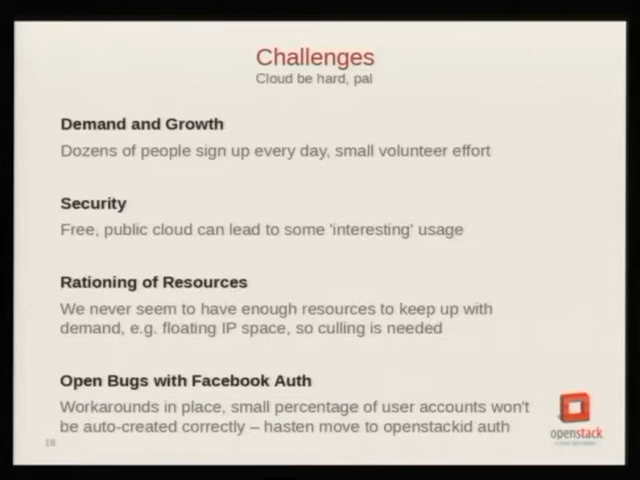 Challenges
Cloud be hard, pal
Demand and Growth
Dozens of people sign up every day, small volunteer effort
Security
Free, public cloud can lead to some 'interesting' usage
Rationing of Resources
We never seem to have enough resources to keep up with
demand, e.g. floating IP space, so culling is needed
Open Bugs with Facebook Auth
Workarounds in place, small percentage of user accounts won't
be auto-created correctly – hasten move to openstackid auth
openstack